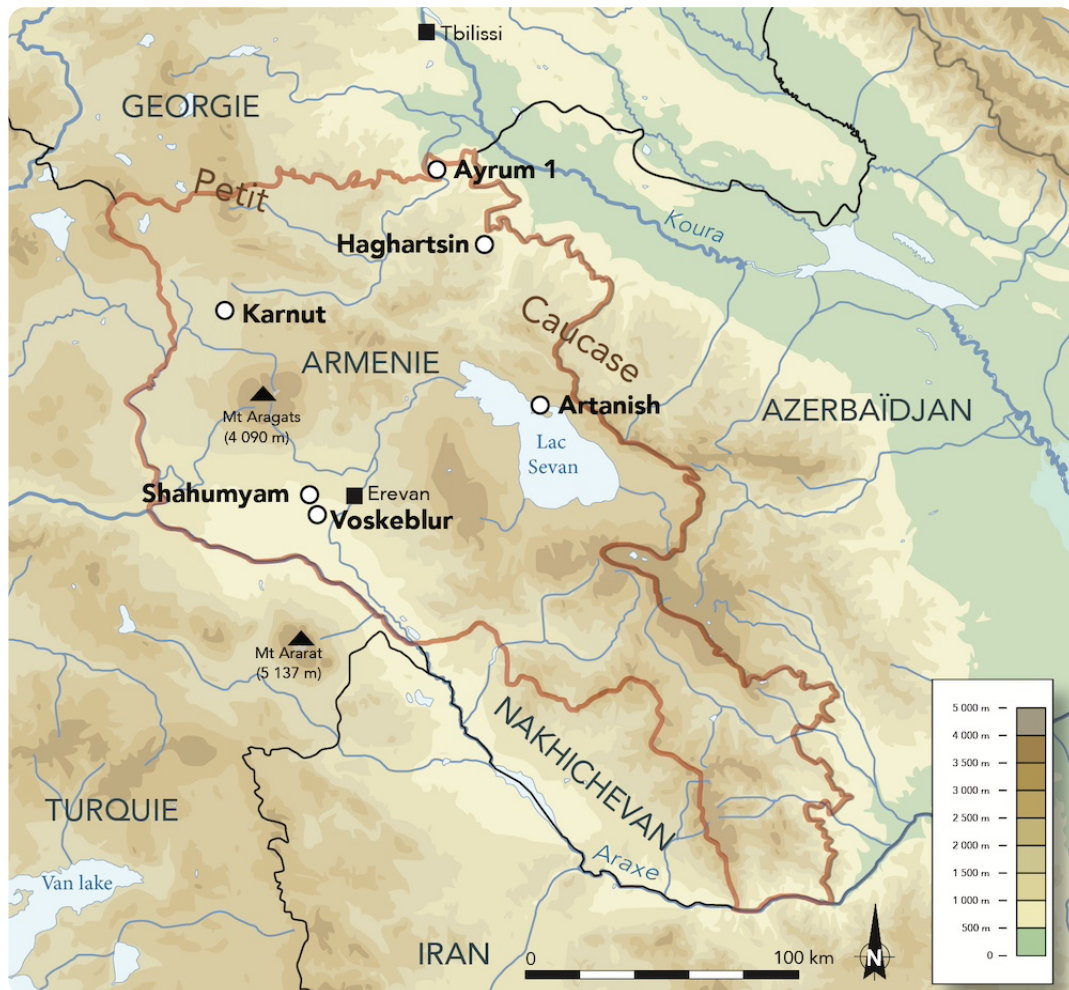 Tbilissi
GEORGIE
Ayrum 1
Petit
Koura
Haghartsin
Caucase
Karnut
ARMENIE
Artanish
AZERBAÏDJAN
Mt Aragats
(4 090 m)
Lac
Sevan
Shahumyam
Erevan
Voskeblur
Mt Ararat
(5 137 m)
NAKHICHEVAN
TURQUIE
Araxe
Van lake
IRAN
0
100 km
N
5 000 m
4 000 m
3 500 m
3 000 m
2 500 m
2 000 m
1 500 m
1 000 m
500 m
0